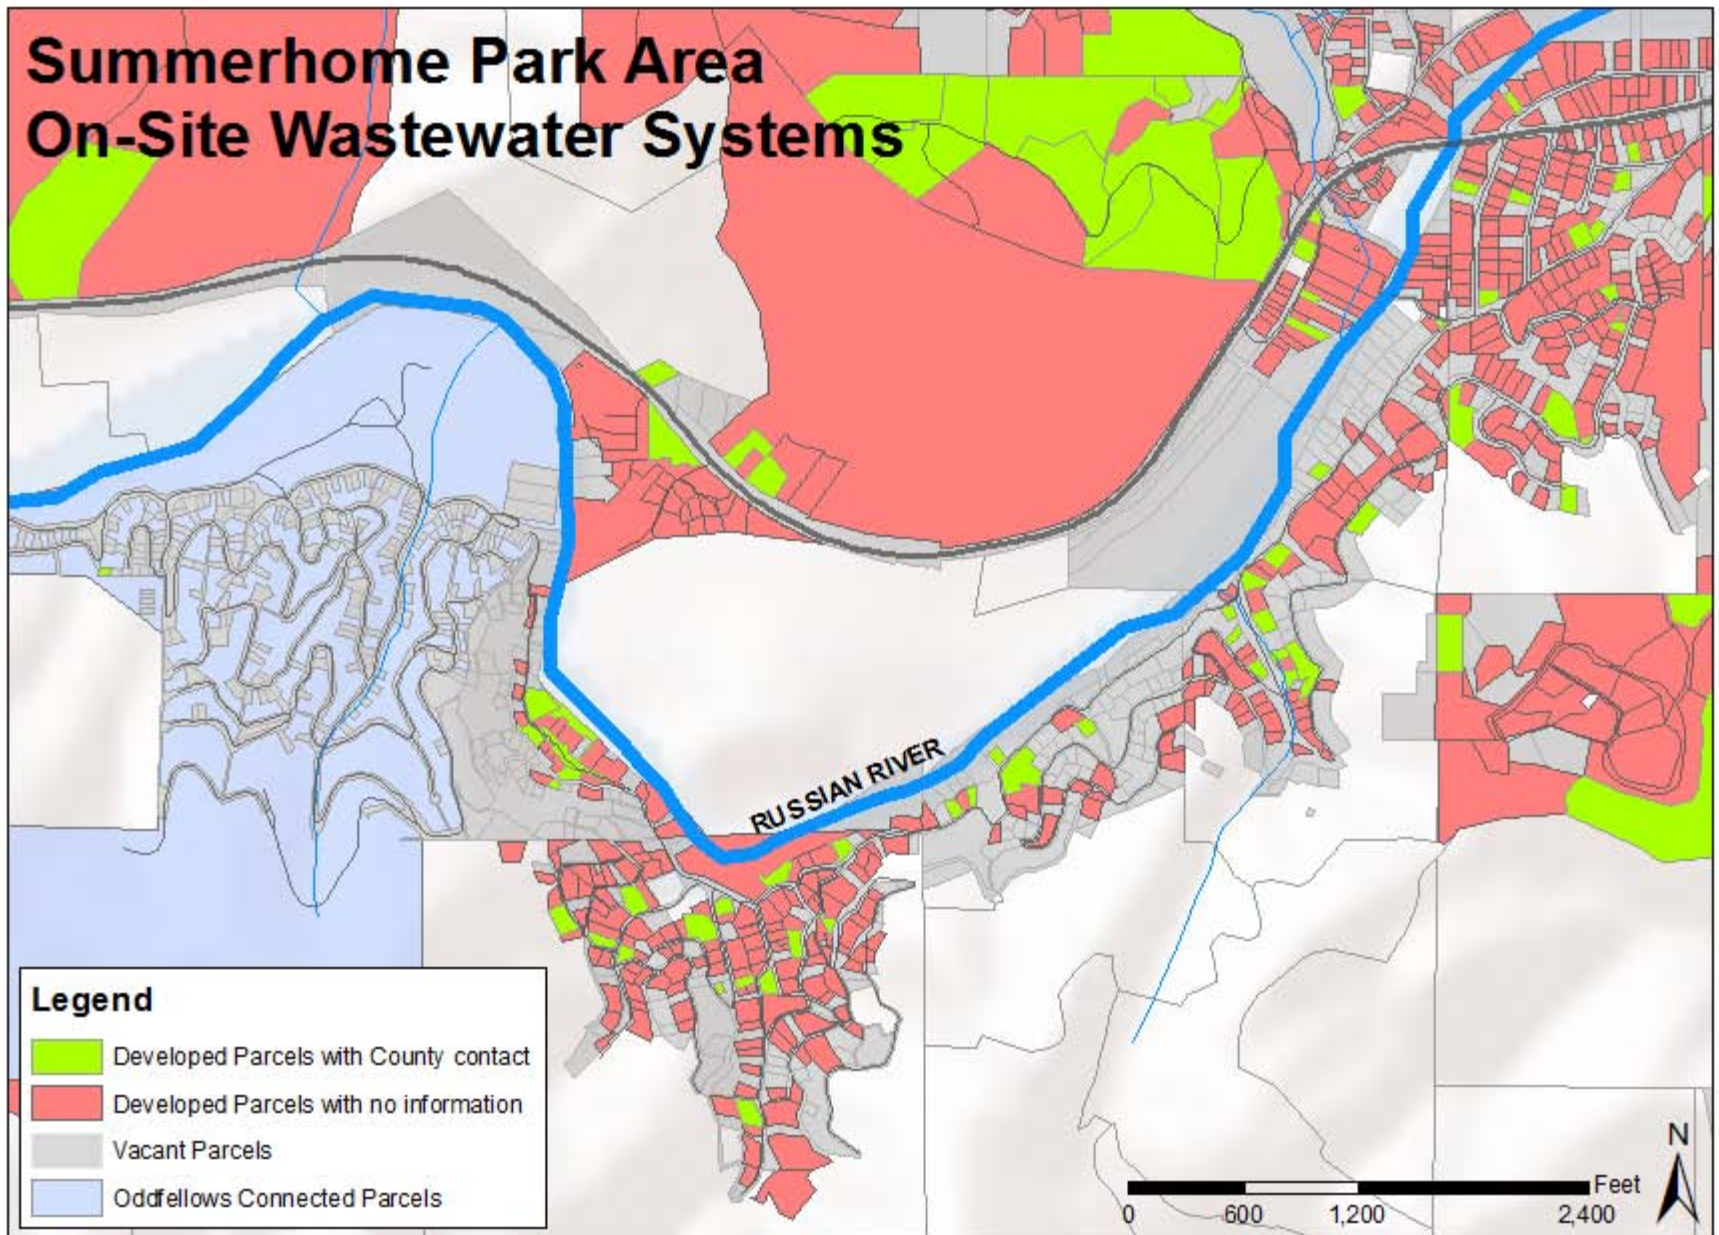 Summerhome Park Area
On-Site Wastewater Systems
RUSSIAN RIVER
Legend
Developed Parcels with County contact
Developed Parcels with no information
Vacant Parcels
Oddfellows Connected Parcels
N
Feet
0 600 1,200 2,400